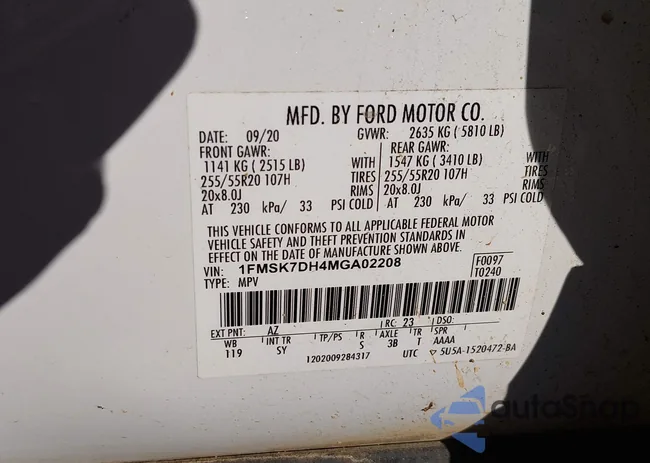 MFD. BY FORD MOTOR CO.
DATE: 09/20 GVWR: 2635 KG ( 5810 LB)
FRONT GAWR: REAR GAWR:
1141 KG ( 2515 LB) WITH 1547 KG ( 3410 LB) WITH
255/55R20 107H TIRES 255/55R20 107H TIRES
20x8.0J RIMS 20x8.0J RIMS
AT 230 kPa/ 33 PSI COLD AT 230 kPa/ 33 PSI COLD
THIS VEHICLE CONFORMS TO ALL APPLICABLE FEDERAL MOTOR
VEHICLE SAFETY AND THEFT PREVENTION STANDARDS IN
EFFECT ON THE DATE OF MANUFACTURE SHOWN ABOVE.
VIN: 1FMSK7DH4MGA02208 F0097
TYPE: MPV T0240
EXT PNT: AZ RC: 23 DSO:
WB INT TR TP/PS R AXLE TR SPR
119 SY S 3B T AAAA
1202009284317 UTC ▽5U5A-1520472-BA
autoShop